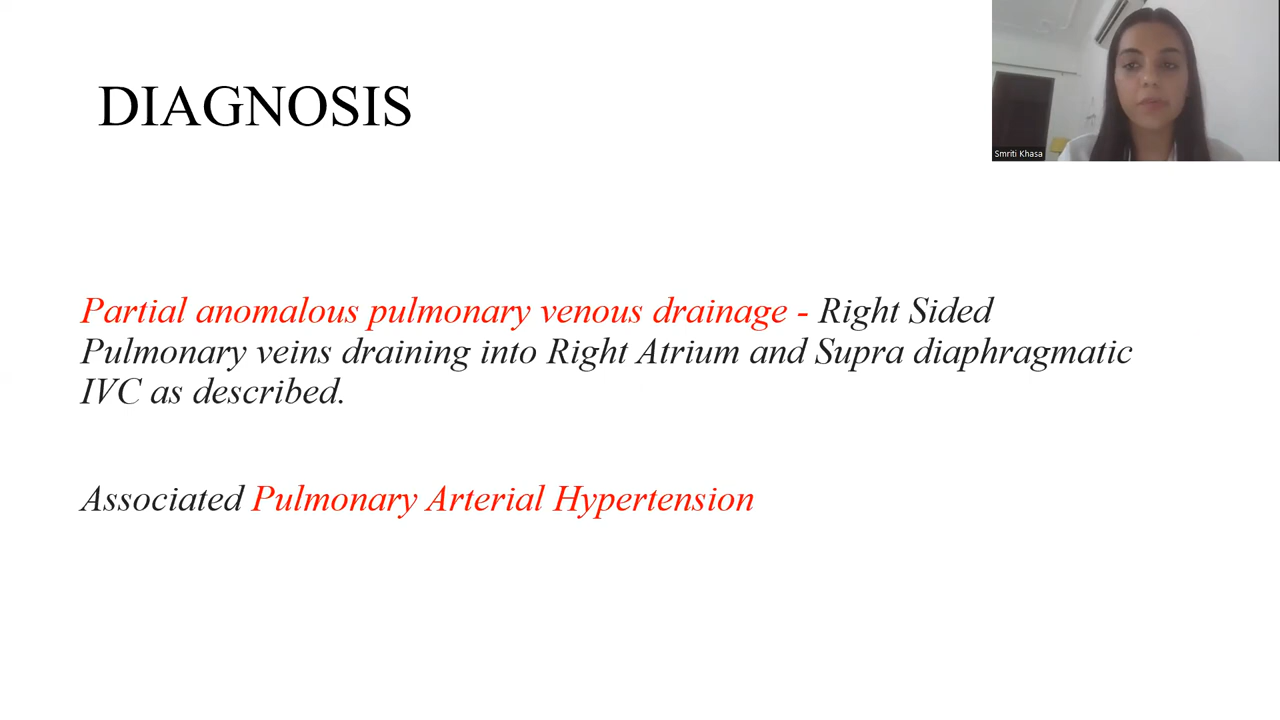 DIAGNOSIS
Smriti Khasa
Partial anomalous pulmonary venous drainage - Right Sided
Pulmonary veins draining into Right Atrium and Supra diaphragmatic
IVC as described.
Associated Pulmonary Arterial Hypertension